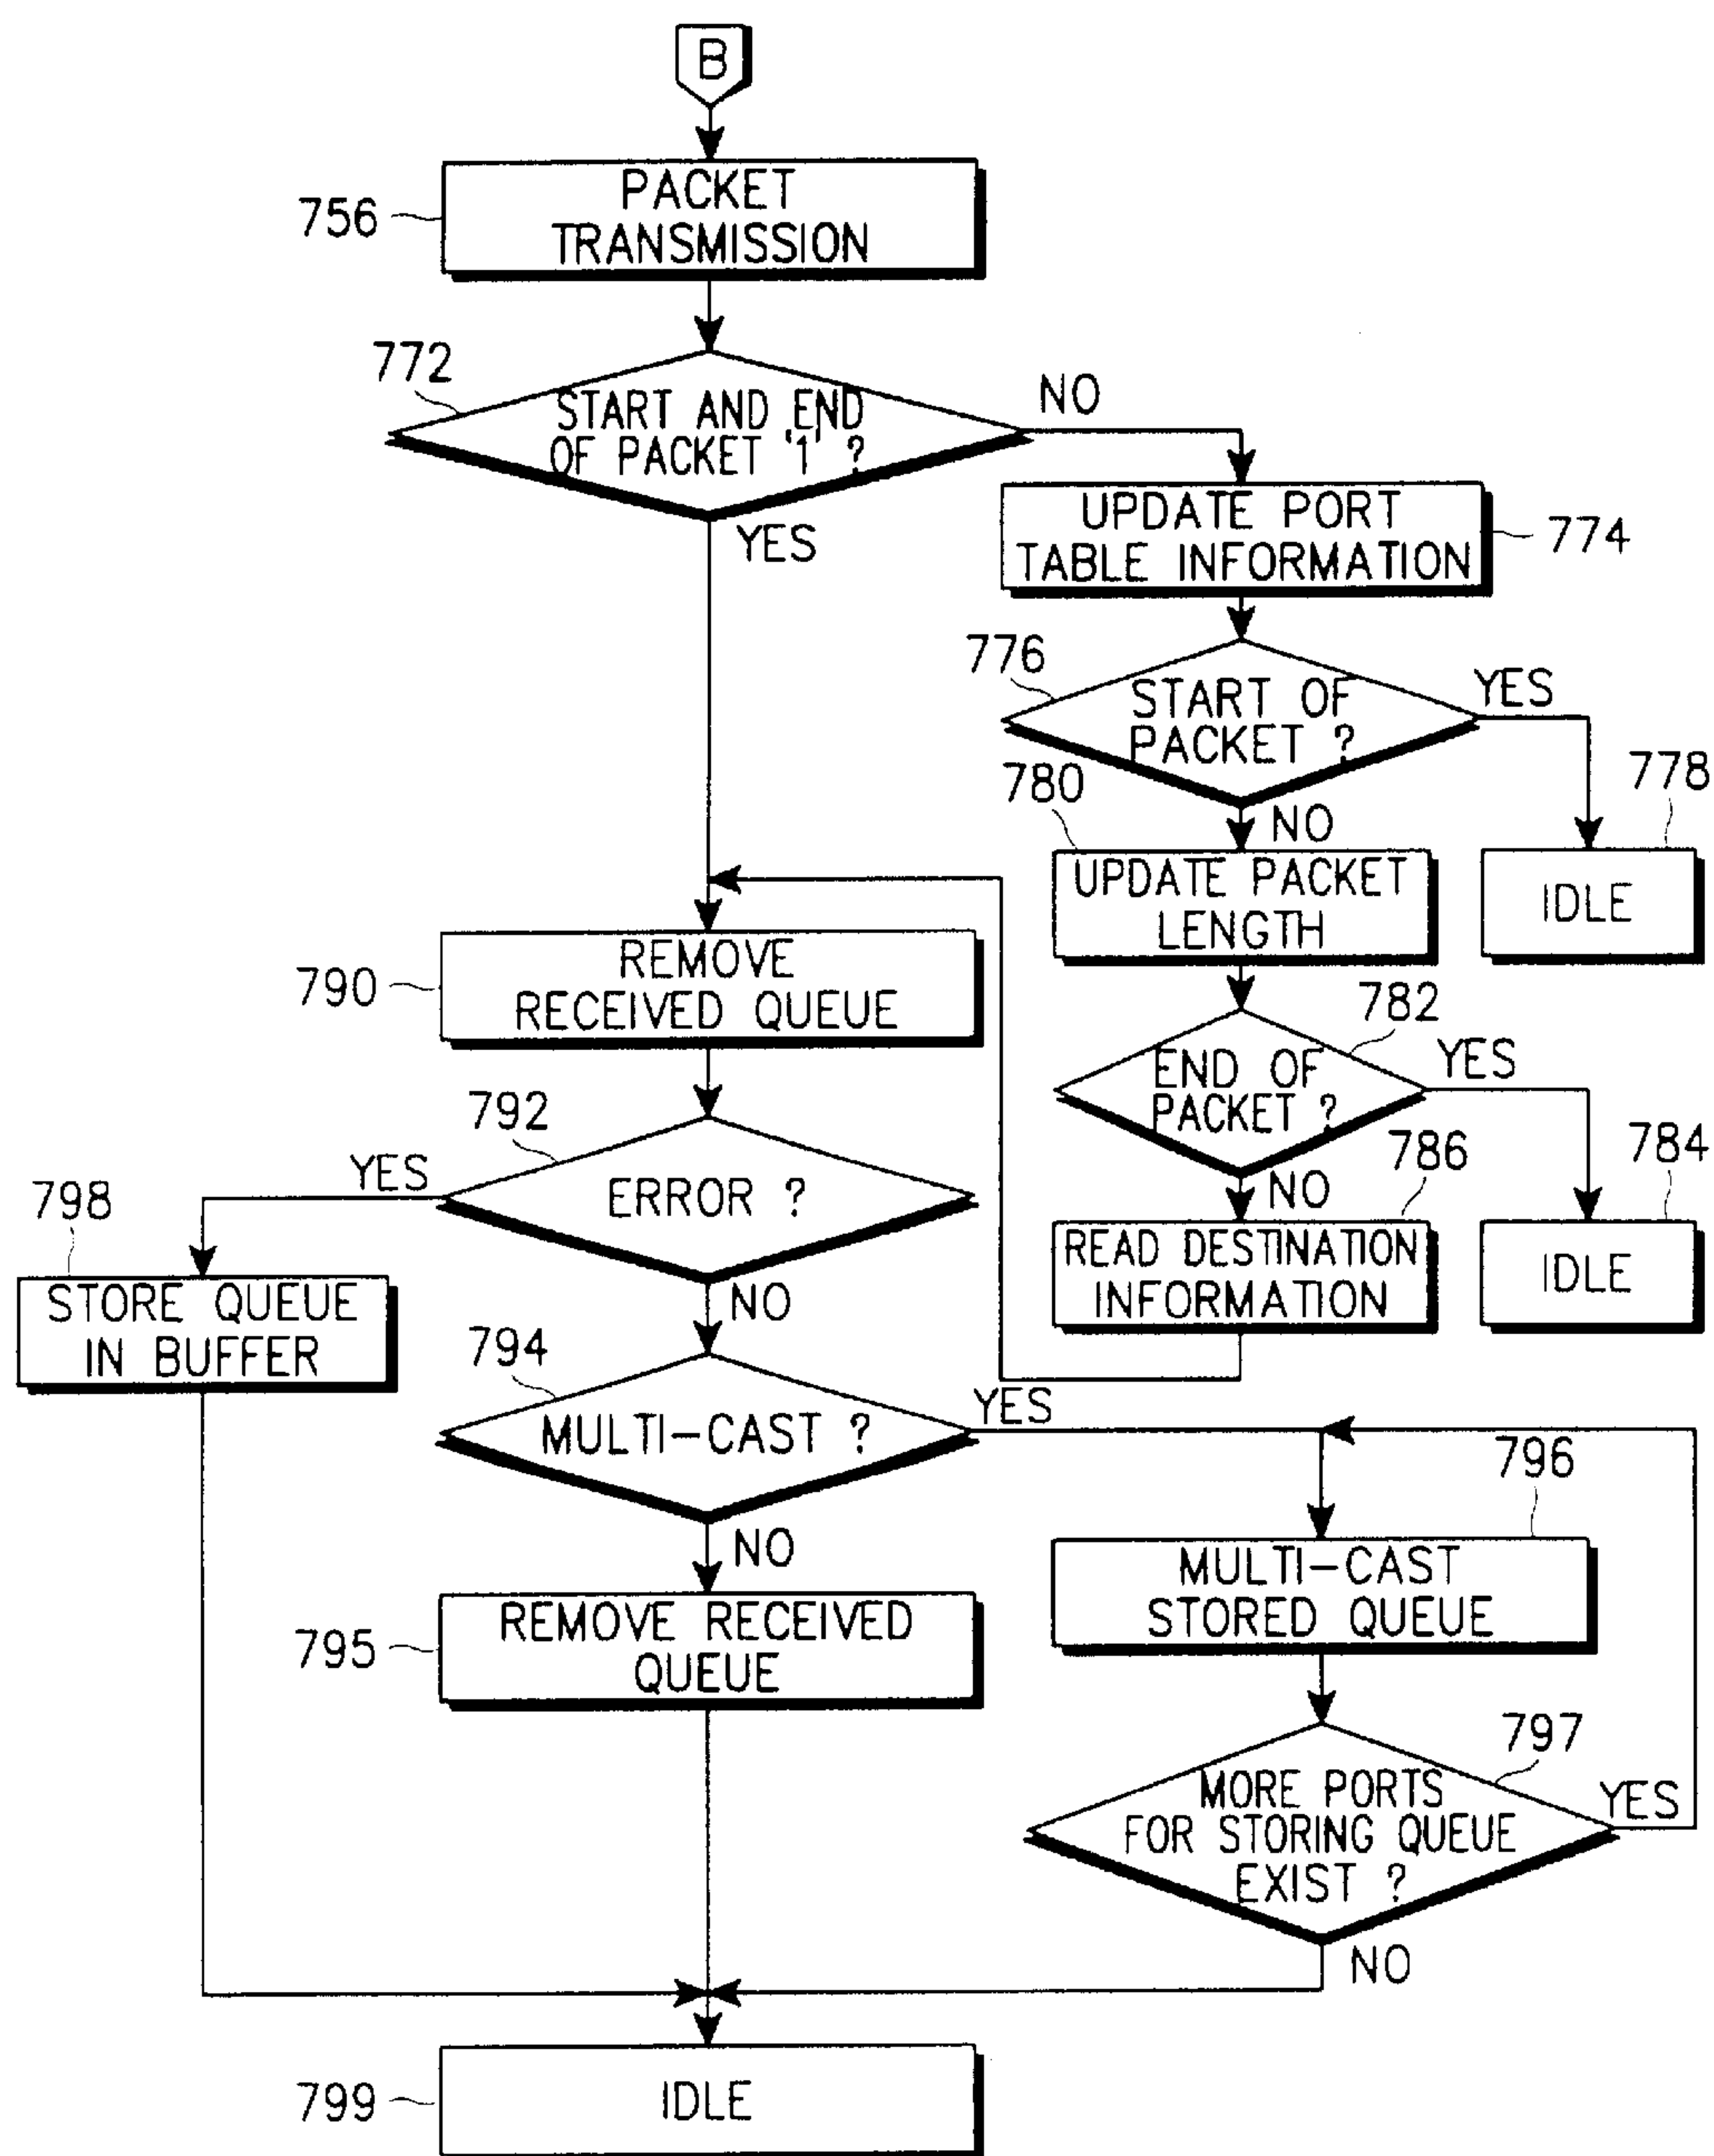 B
756
PACKET
TRANSMISSION
772
START AND END
OF PACKET '1' ?
NO
YES
UPDATE PORT
TABLE INFORMATION
774
776
START OF
PACKET ?
YES
NO
778
IDLE
780
UPDATE PACKET
LENGTH
790
REMOVE
RECEIVED QUEUE
782
END OF
PACKET ?
YES
NO
784
IDLE
786
READ DESTINATION
INFORMATION
792
ERROR ?
YES
NO
798
STORE QUEUE
IN BUFFER
794
MULTI-CAST ?
YES
NO
796
MULTI-CAST
STORED QUEUE
795
REMOVE RECEIVED
QUEUE
797
MORE PORTS
FOR STORING QUEUE
EXIST ?
YES
NO
799
IDLE